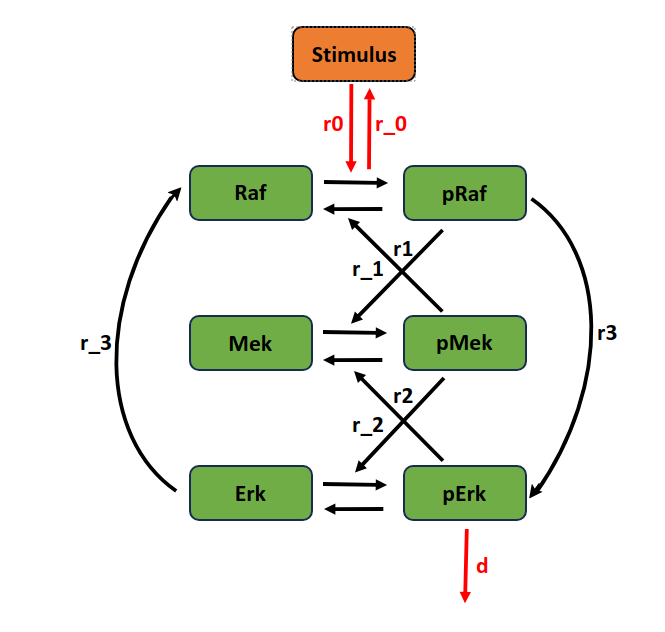 Stimulus
r0
r_0
Raf
pRaf
r1
r_1
r_3
Mek
pMek
r3
r2
r_2
Erk
pErk
d